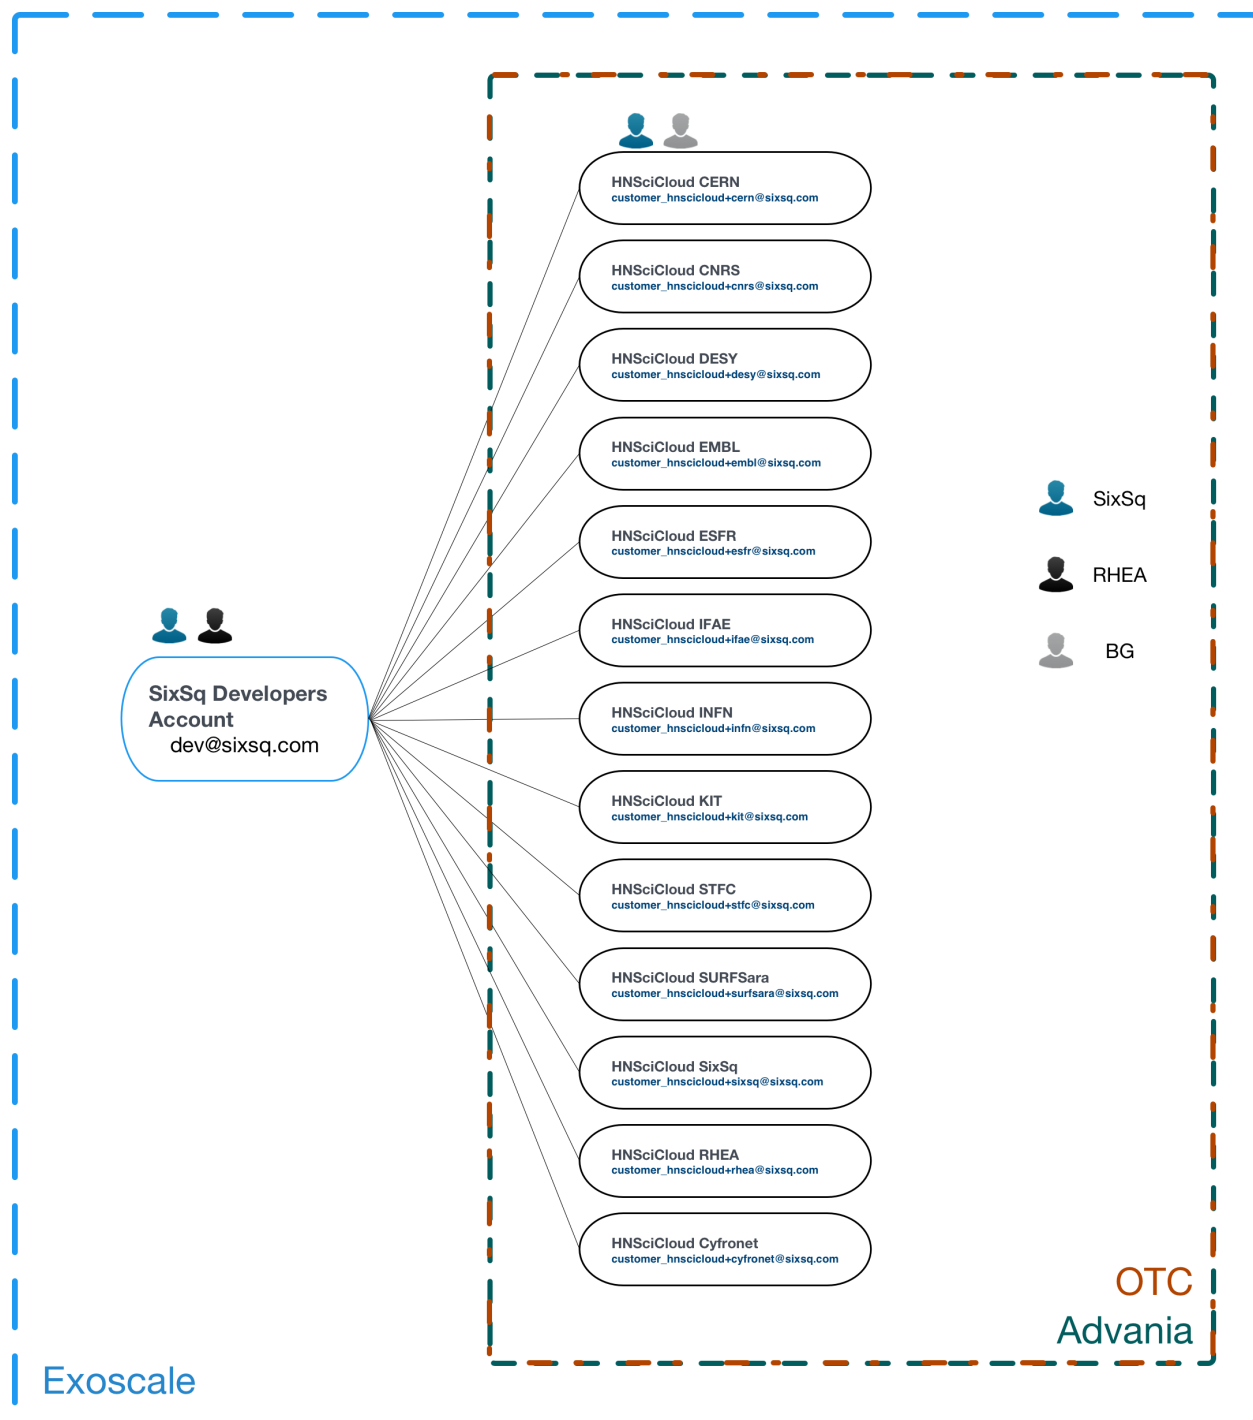 HNSciCloud CERN
customer_hnscicloud+cern@sixsq.com
HNSciCloud CNRS
customer_hnscicloud+cnrs@sixsq.com
HNSciCloud DESY
customer_hnscicloud+desy@sixsq.com
HNSciCloud EMBL
customer_hnscicloud+embl@sixsq.com
HNSciCloud ESFR
customer_hnscicloud+esfr@sixsq.com
HNSciCloud IFAE
customer_hnscicloud+ifae@sixsq.com
HNSciCloud INFN
customer_hnscicloud+infn@sixsq.com
HNSciCloud KIT
customer_hnscicloud+kit@sixsq.com
HNSciCloud STFC
customer_hnscicloud+stfc@sixsq.com
HNSciCloud SURFSara
customer_hnscicloud+surfsara@sixsq.com
HNSciCloud SixSq
customer_hnscicloud+sixsq@sixsq.com
HNSciCloud RHEA
customer_hnscicloud+rhea@sixsq.com
HNSciCloud Cyfronet
customer_hnscicloud+cyfronet@sixsq.com
SixSq Developers
Account
dev@sixsq.com
SixSq
RHEA
BG
OTC
Advania
Exoscale